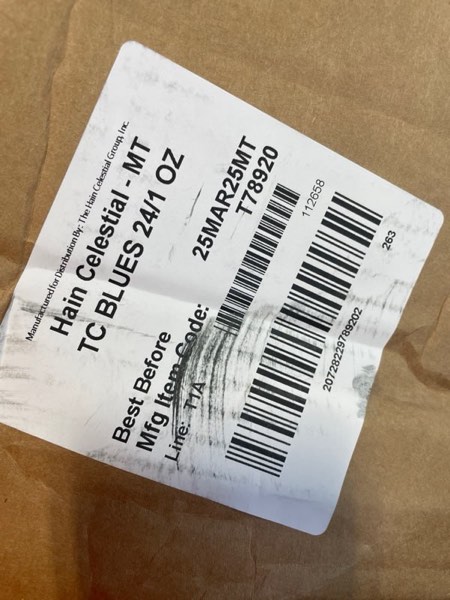 Manufactured for Distribution By: The Hain Celestial Group, Inc.
Hain Celestial - MT
TC BLUES 24/1 OZ
Best Before 25MAR25MT
Mfg Item Code: T78920
Line: T1A
112658
263
20728229789202